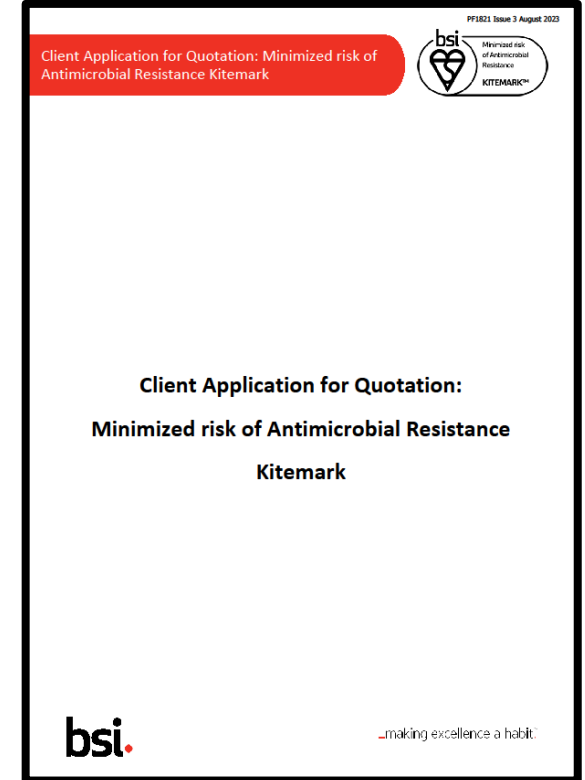 PF1821 Issue 3 August 2023
Client Application for Quotation: Minimized risk of
Antimicrobial Resistance Kitemark
bsi
Minimized risk
of Antimicrobial
Resistance
KITEMARK™
Client Application for Quotation:
Minimized risk of Antimicrobial Resistance
Kitemark
bsi.
...making excellence a habit.™